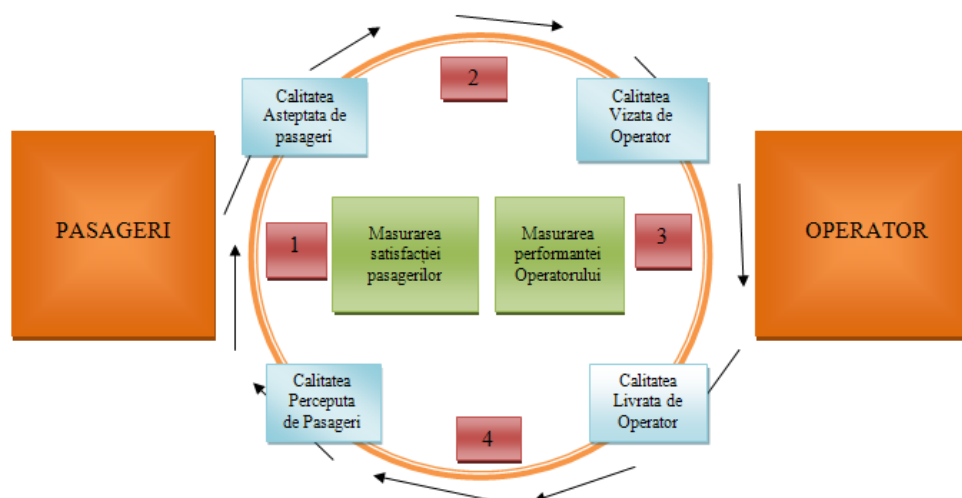 2
Calitatea
Asteptata de
pasageri
Calitatea
Vizata de
Operator
PASAGERI
1
Masurarea
satisfacției
pasagerilor
Masurarea
performantei
Operatorului
3
OPERATOR
Calitatea
Perceputa
de Pasageri
Calitatea
Livrata de
Operator
4